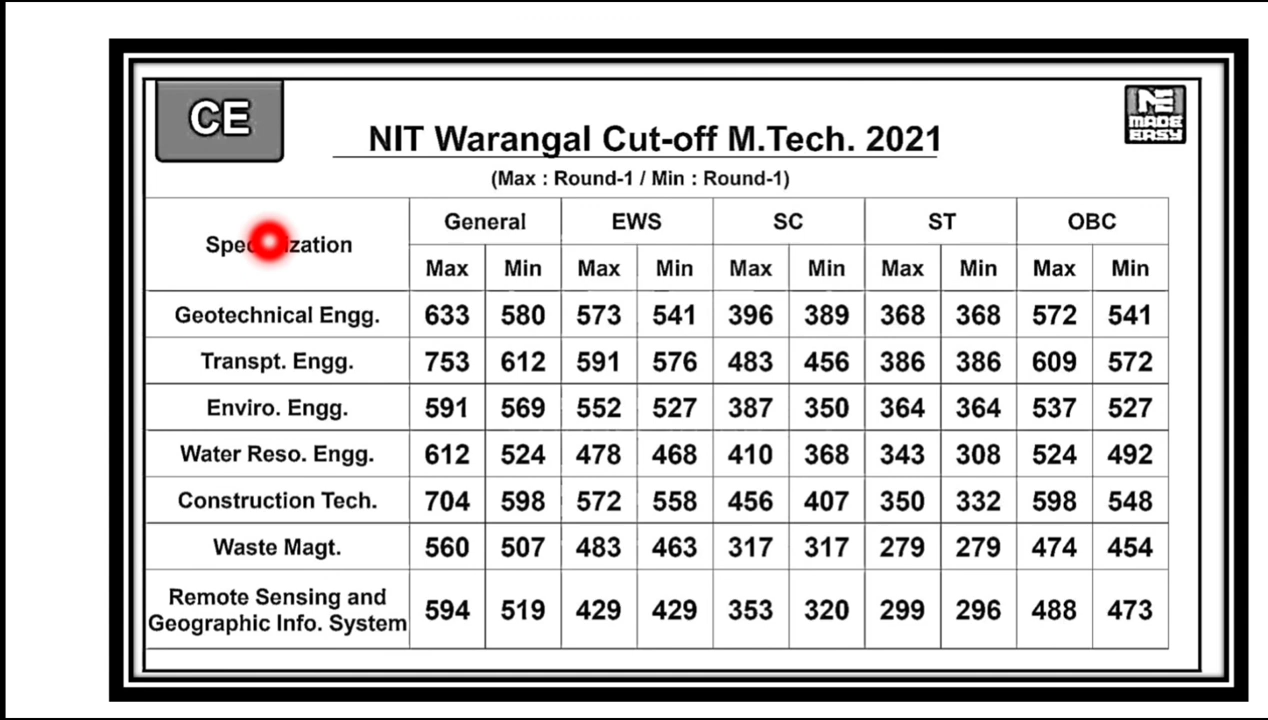 CE
NE
MADE
EASY
NIT Warangal Cut-off M.Tech. 2021
(Max : Round-1 / Min : Round-1)
General EWS SC ST OBC
Max Min Max Min Max Min Max Min Max Min
Geotechnical Engg. 633 580 573 541 396 389 368 368 572 541
Transpt. Engg. 753 612 591 576 483 456 386 386 609 572
Enviro. Engg. 591 569 552 527 387 350 364 364 537 527
Water Reso. Engg. 612 524 478 468 410 368 343 308 524 492
Construction Tech. 704 598 572 558 456 407 350 332 598 548
Waste Magt. 560 507 483 463 317 317 279 279 474 454
Remote Sensing and
Geographic Info. System 594 519 429 429 353 320 299 296 488 473